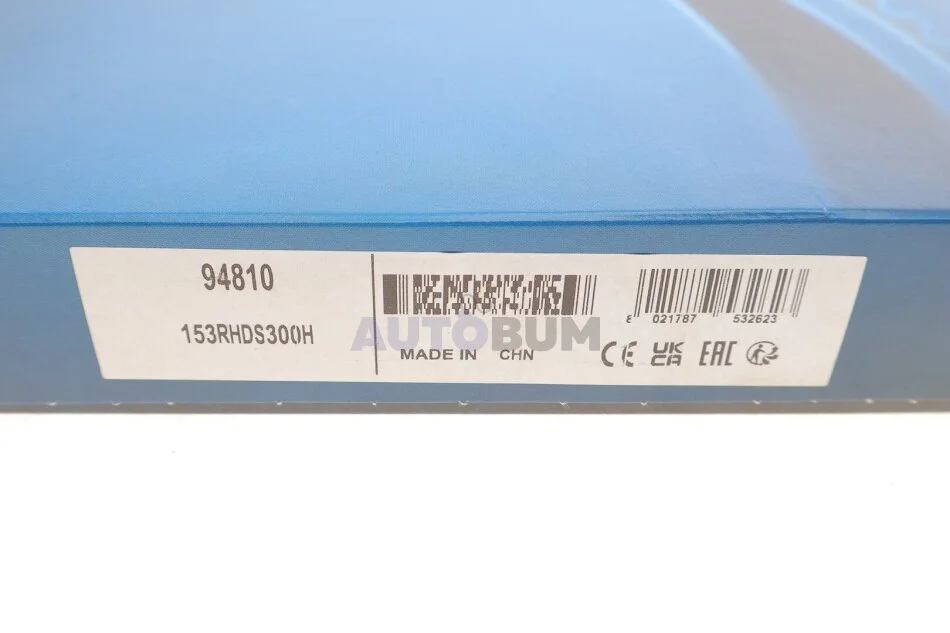 94810
153RHDS300H
MADE IN CHN
8 021787 532623
CE UK CA EAC
AUTOBUM